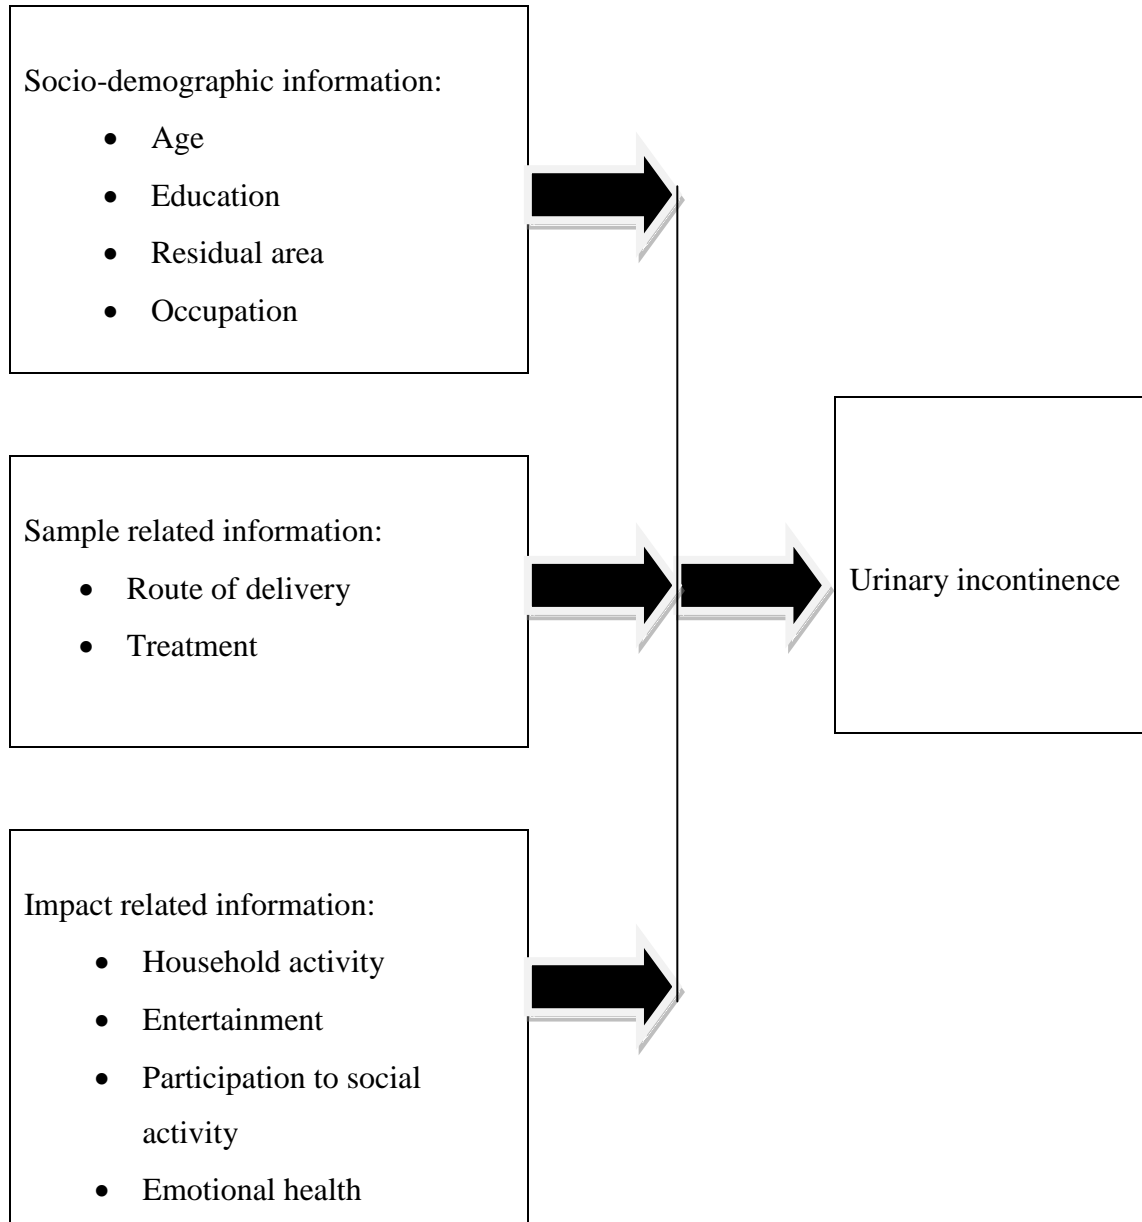 Socio-demographic information:
• Age
• Education
• Residual area
• Occupation
Sample related information:
• Route of delivery
• Treatment
Urinary incontinence
Impact related information:
• Household activity
• Entertainment
• Participation to social
activity
• Emotional health